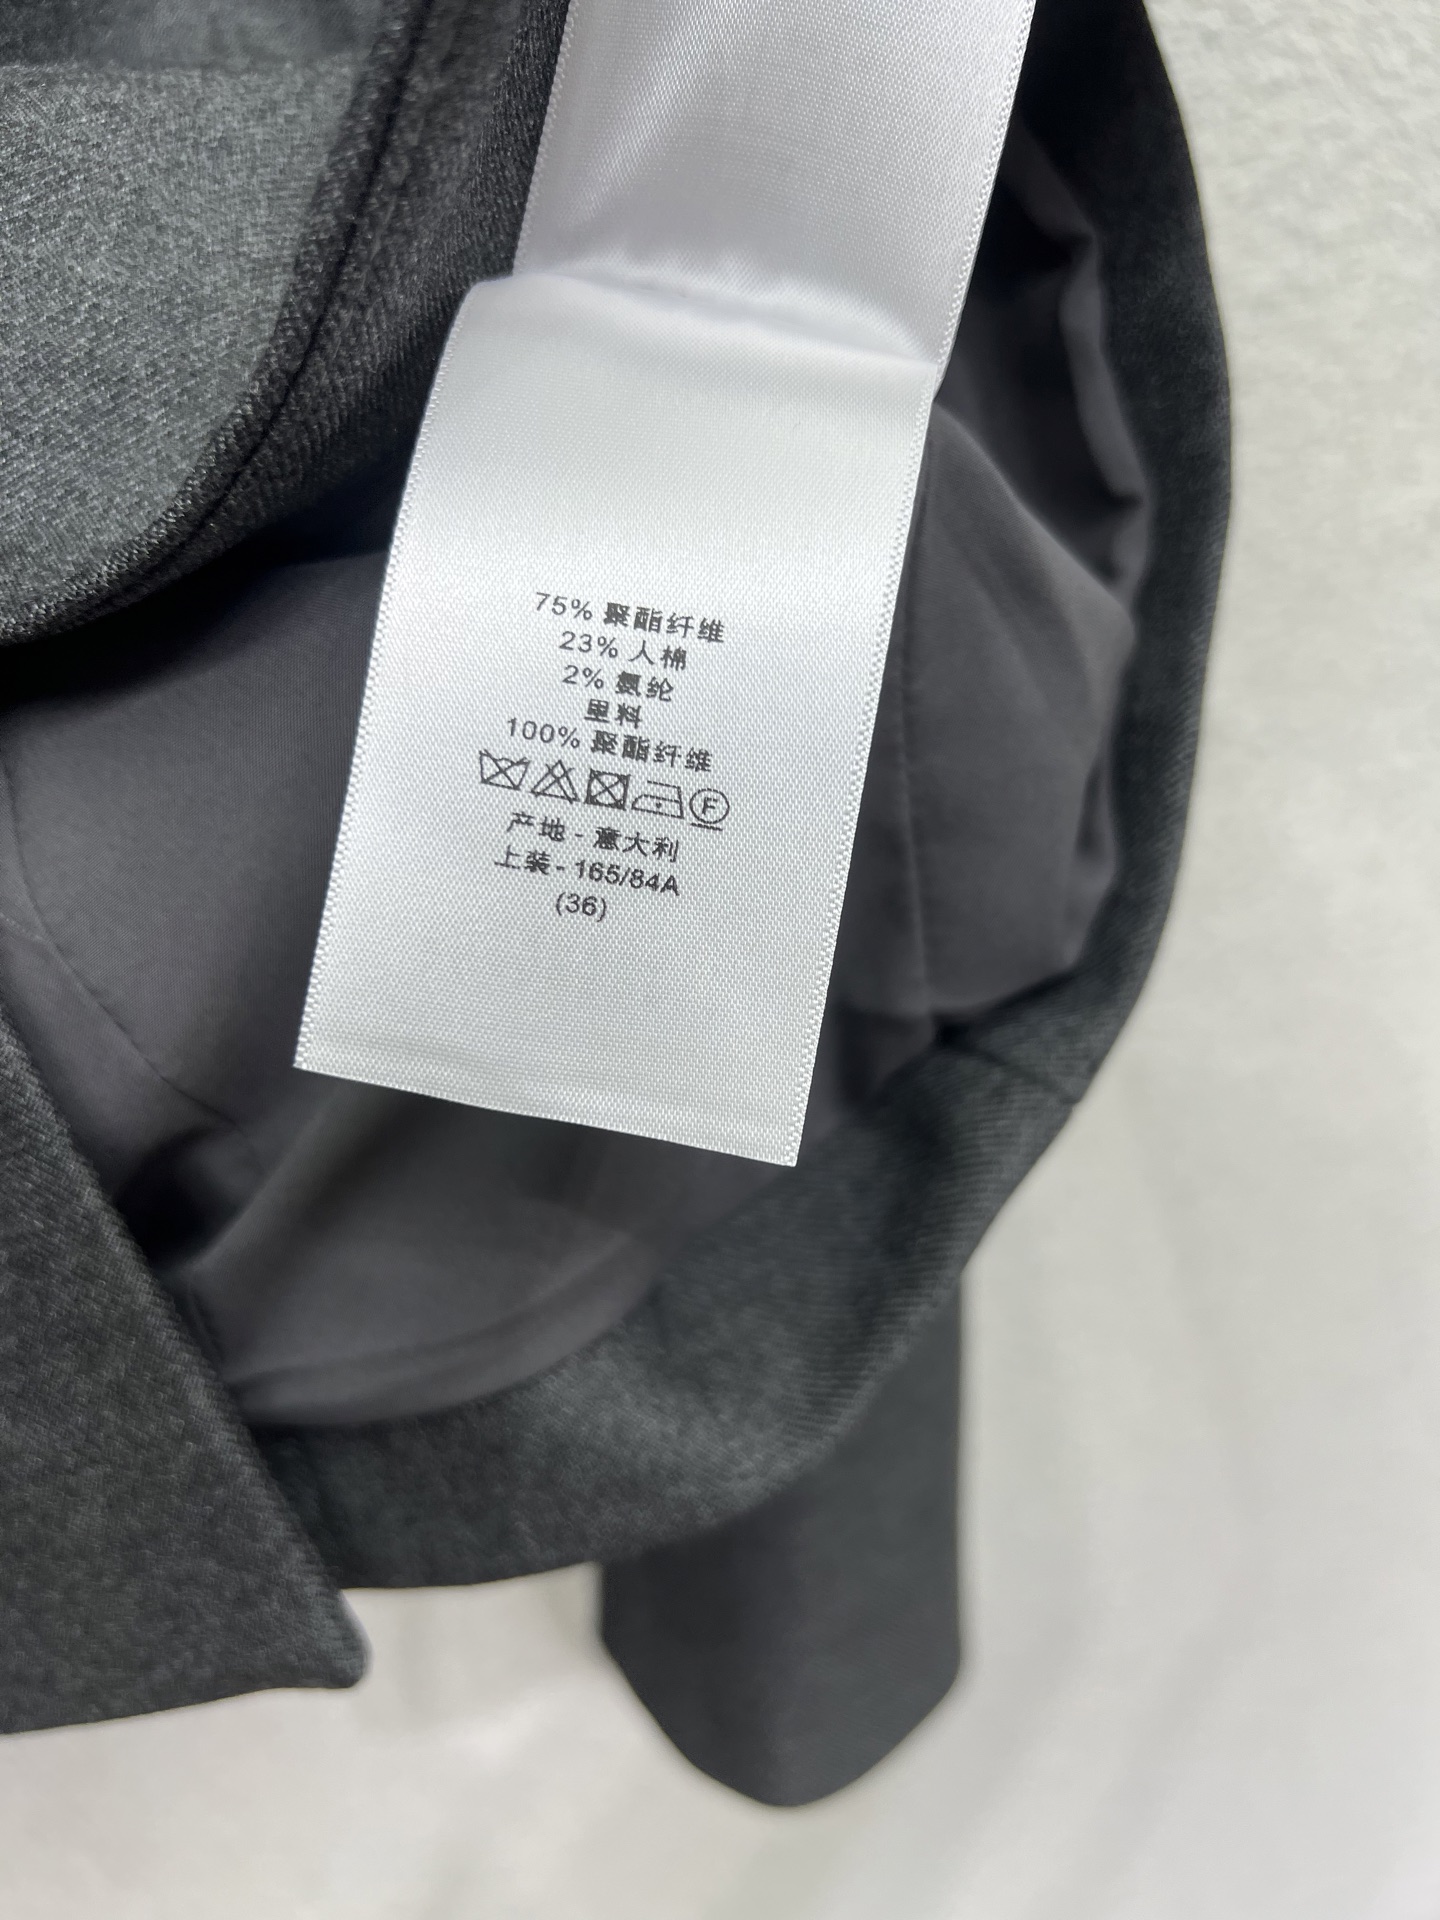 75% 聚酯纤维
23% 人棉
2% 氨纶
里料
100% 聚酯纤维
F
产地 - 意大利
上装 - 165/84A
(36)